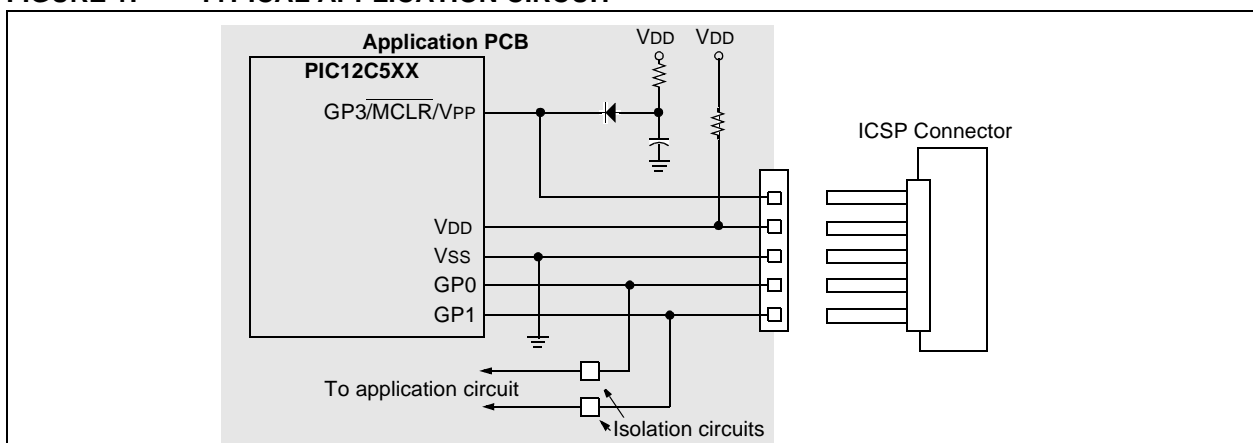 Application PCB
VDD VDD
PIC12C5XX
GP3/MCLR/VPP
ICSP Connector
VDD
VSS
GP0
GP1
To application circuit
Isolation circuits